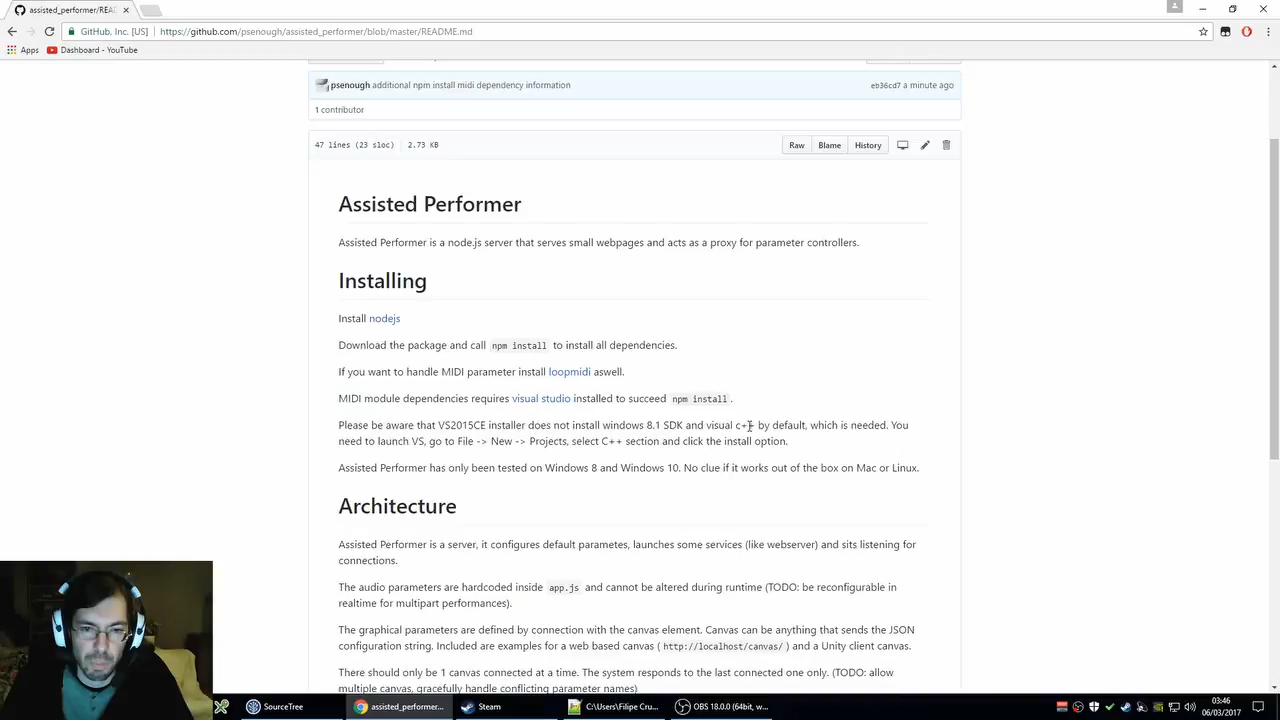 assisted_performer/REA
GitHub, Inc. [US] https://github.com/psenough/assisted_performer/blob/master/README.md
Apps Dashboard - YouTube
psenough additional npm install midi dependency information eb36cd7 a minute ago
1 contributor
47 lines (23 sloc) 2.73 KB Raw Blame History
Assisted Performer
Assisted Performer is a node.js server that serves small webpages and acts as a proxy for parameter controllers.
Installing
Install nodejs
Download the package and call npm install to install all dependencies.
If you want to handle MIDI parameter install loopmidi aswell.
MIDI module dependencies requires visual studio installed to succeed npm install.
Please be aware that VS2015CE installer does not install windows 8.1 SDK and visual c++ by default, which is needed. You
need to launch VS, go to File -> New -> Projects, select C++ section and click the install option.
Assisted Performer has only been tested on Windows 8 and Windows 10. No clue if it works out of the box on Mac or Linux.
Architecture
Assisted Performer is a server, it configures default parametes, launches some services (like webserver) and sits listening for
connections.
The audio parameters are hardcoded inside app.js and cannot be altered during runtime (TODO: be reconfigurable in
realtime for multipart performances).
The graphical parameters are defined by connection with the canvas element. Canvas can be anything that sends the JSON
configuration string. Included are examples for a web based canvas ( http://localhost/canvas/ ) and a Unity client canvas.
There should only be 1 canvas connected at a time. The system responds to the last connected one only. (TODO: allow
multiple canvas, gracefully handle conflicting parameter names)
SourceTree assisted_performer... Steam C:\Users\Filipe Cru... OBS 18.0.0 (64bit, w... 03:46
06/03/2017